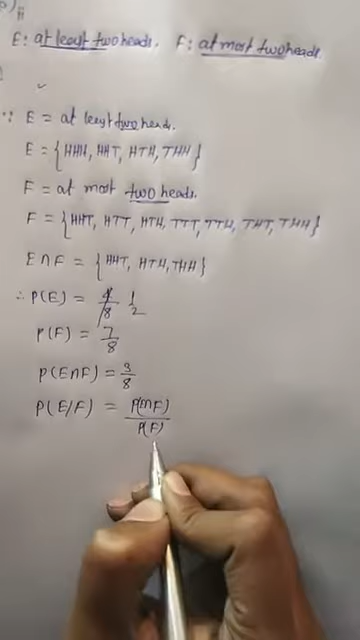 ii
E: at least two heads. F: at most two heads
∵ E = at least two heads.
E = {HHH, HHT, HTH, THH}
F = at most two heads.
F = {HHT, HTT, HTH, TTT, TTH, THT, THH}
E∩F = {HHT, HTH, THH}
∴ P(E) = 4/8 1/2
P(F) = 7/8
P(E∩F) = 3/8
P(E/F) = P(E∩F)/P(F)